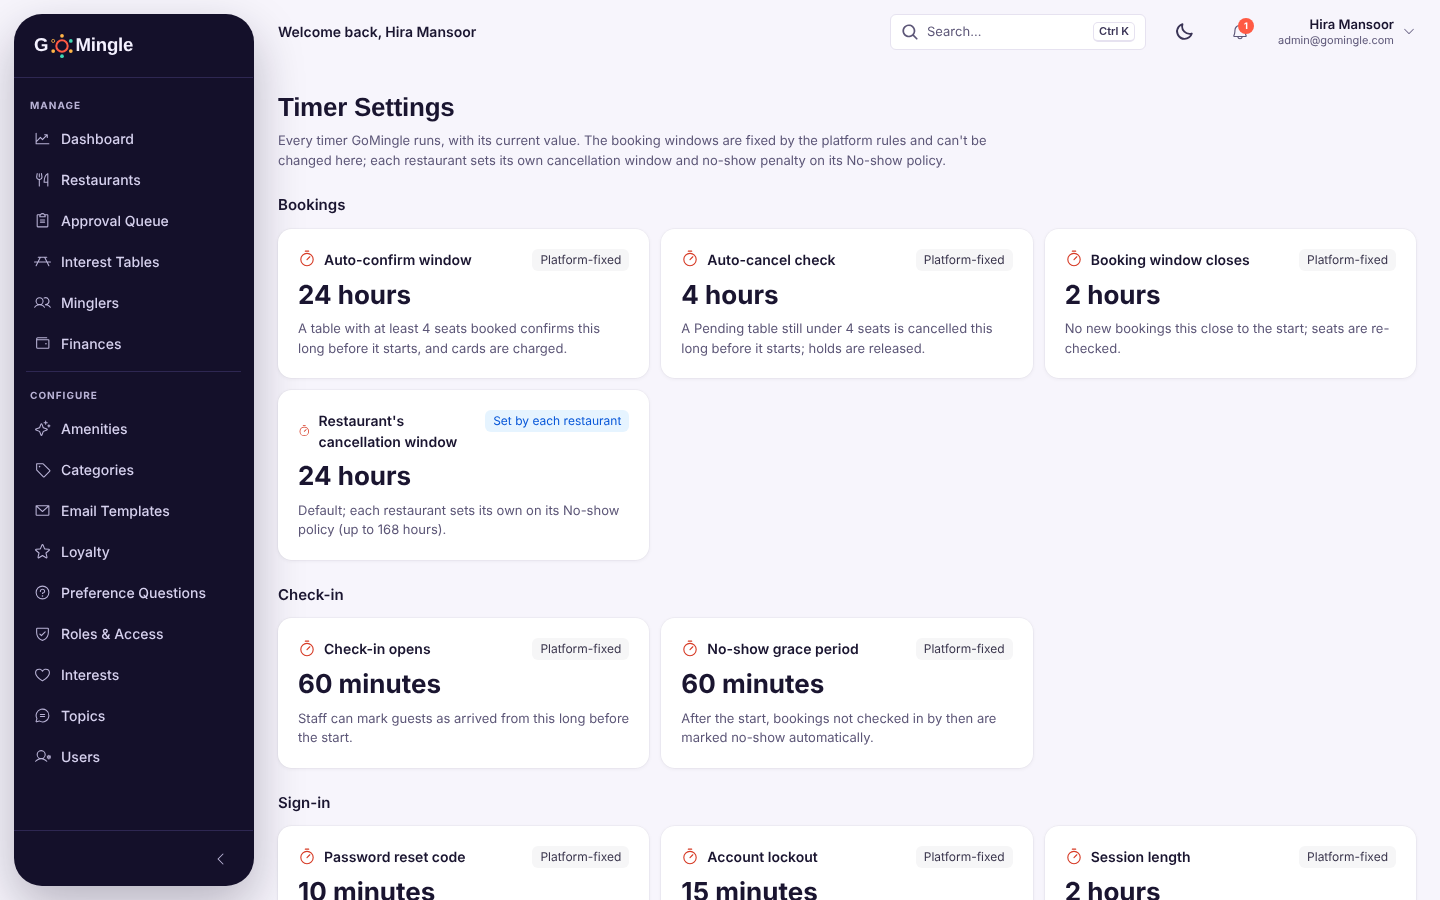 GoMingle
Welcome back, Hira Mansoor
Search...
Ctrl K
1
Hira Mansoor
admin@gomingle.com
MANAGE
Dashboard
Restaurants
Approval Queue
Interest Tables
Minglers
Finances
CONFIGURE
Amenities
Categories
Email Templates
Loyalty
Preference Questions
Roles & Access
Interests
Topics
Users
Timer Settings
Every timer GoMingle runs, with its current value. The booking windows are fixed by the platform rules and can't be
changed here; each restaurant sets its own cancellation window and no-show penalty on its No-show policy.
Bookings
Auto-confirm window
Platform-fixed
24 hours
A table with at least 4 seats booked confirms this
long before it starts, and cards are charged.
Auto-cancel check
Platform-fixed
4 hours
A Pending table still under 4 seats is cancelled this
long before it starts; holds are released.
Booking window closes
Platform-fixed
2 hours
No new bookings this close to the start; seats are re-
checked.
Restaurant's
cancellation window
Set by each restaurant
24 hours
Default; each restaurant sets its own on its No-show
policy (up to 168 hours).
Check-in
Check-in opens
Platform-fixed
60 minutes
Staff can mark guests as arrived from this long before
the start.
No-show grace period
Platform-fixed
60 minutes
After the start, bookings not checked in by then are
marked no-show automatically.
Sign-in
Password reset code
Platform-fixed
10 minutes
Account lockout
Platform-fixed
15 minutes
Session length
Platform-fixed
2 hours